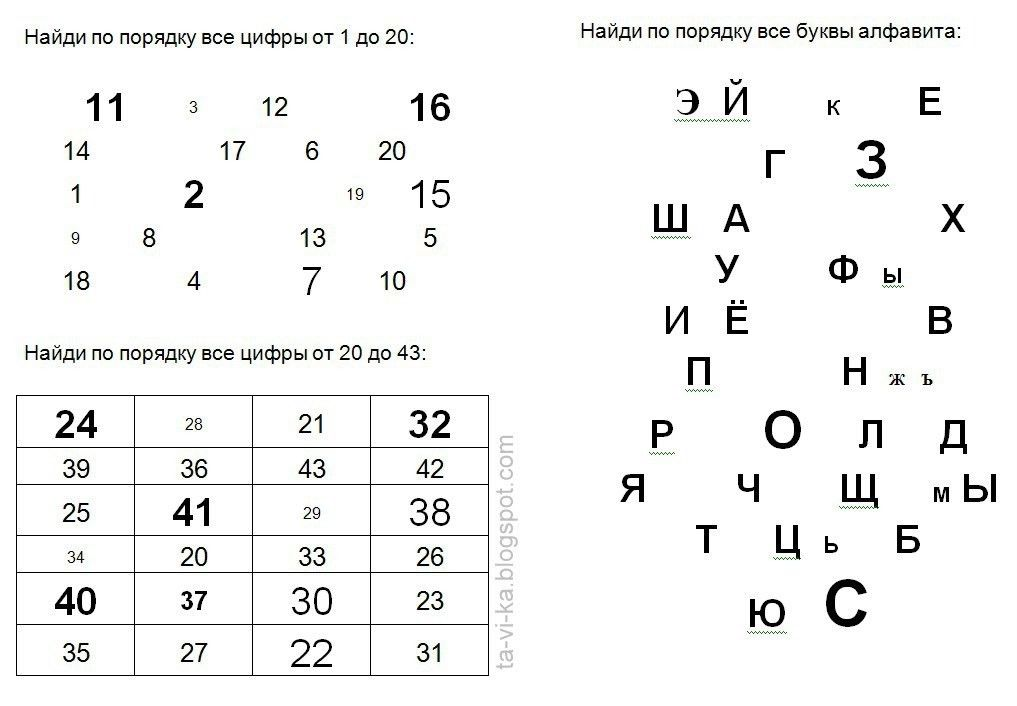 Найди по порядку все цифры от 1 до 20:
11 3 12 16
14 17 6 20
1 2 19 15
9 8 13 5
18 4 7 10
Найди по порядку все цифры от 20 до 43:
24 28 21 32
39 36 43 42
25 41 29 38
34 20 33 26
40 37 30 23
35 27 22 31
ta-vi-ka.blogspot.com
Найди по порядку все буквы алфавита:
Э Й к Е
Г З
Ш А Х
У Ф ы
И Ё В
П Н ж ъ
Р О Л Д
Я Ч Щ м Ы
Т Ц ь Б
Ю С